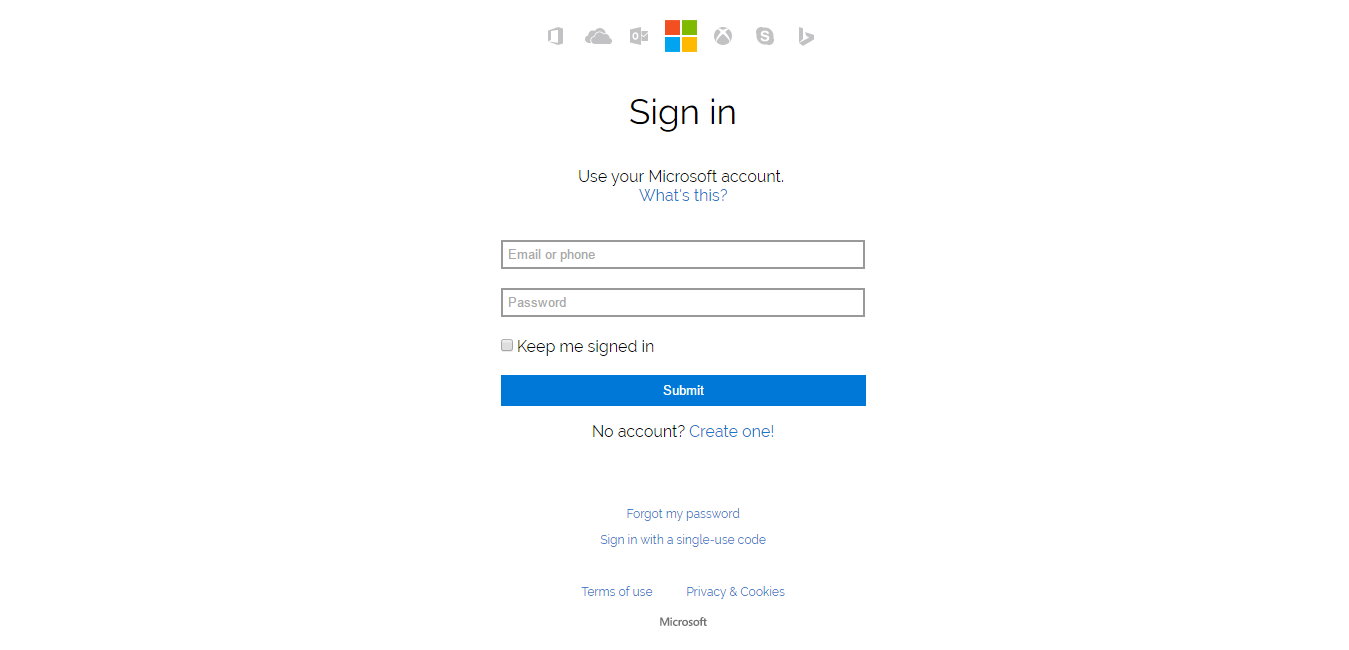 Sign in
Use your Microsoft account.
What's this?
Email or phone
Password
Keep me signed in
Submit
No account? Create one!
Forgot my password
Sign in with a single-use code
Terms of use Privacy & Cookies
Microsoft